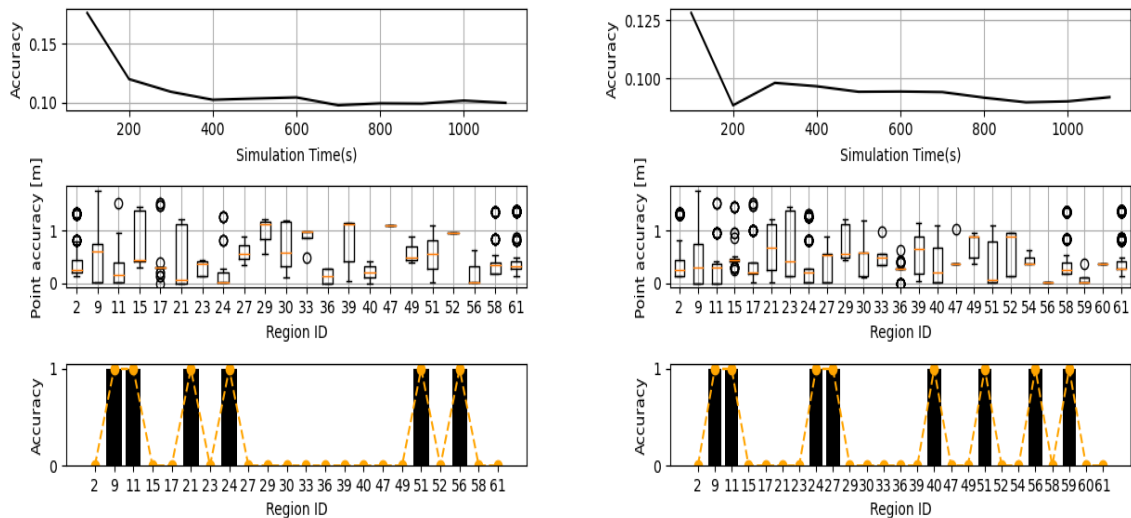 Accuracy
0.15
0.10
200 400 600 800 1000
Simulation Time(s)
Accuracy
0.125
0.100
200 400 600 800 1000
Simulation Time(s)
Point accuracy [m]
1
0
2 9 11 15 17 21 23 24 27 29 30 33 36 39 40 47 49 51 52 56 58 61
Region ID
Point accuracy [m]
1
0
2 9 11 15 17 21 23 24 27 29 30 33 36 39 40 47 49 51 52 54 56 58 59 60 61
Region ID
Accuracy
1
0
2 9 11 15 17 21 23 24 27 29 30 33 36 39 40 47 49 51 52 56 58 61
Region ID
Accuracy
1
0
2 9 11 15 17 21 23 24 27 29 30 33 36 39 40 47 49 51 52 54 56 58 59 60 61
Region ID